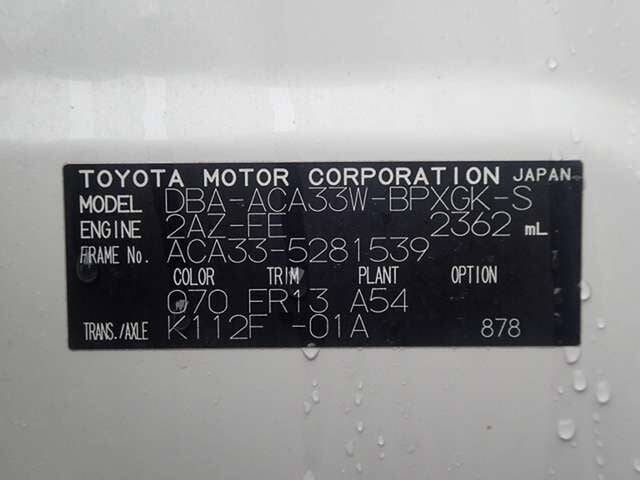 TOYOTA MOTOR CORPORATION JAPAN
MODEL DBA-ACA33W-BPXGK-S
ENGINE 2AZ-FE 2362 mL
FRAME No. ACA33-5281539
COLOR TRIM PLANT OPTION
070 FR13 A54
TRANS./AXLE K112F -01A 878